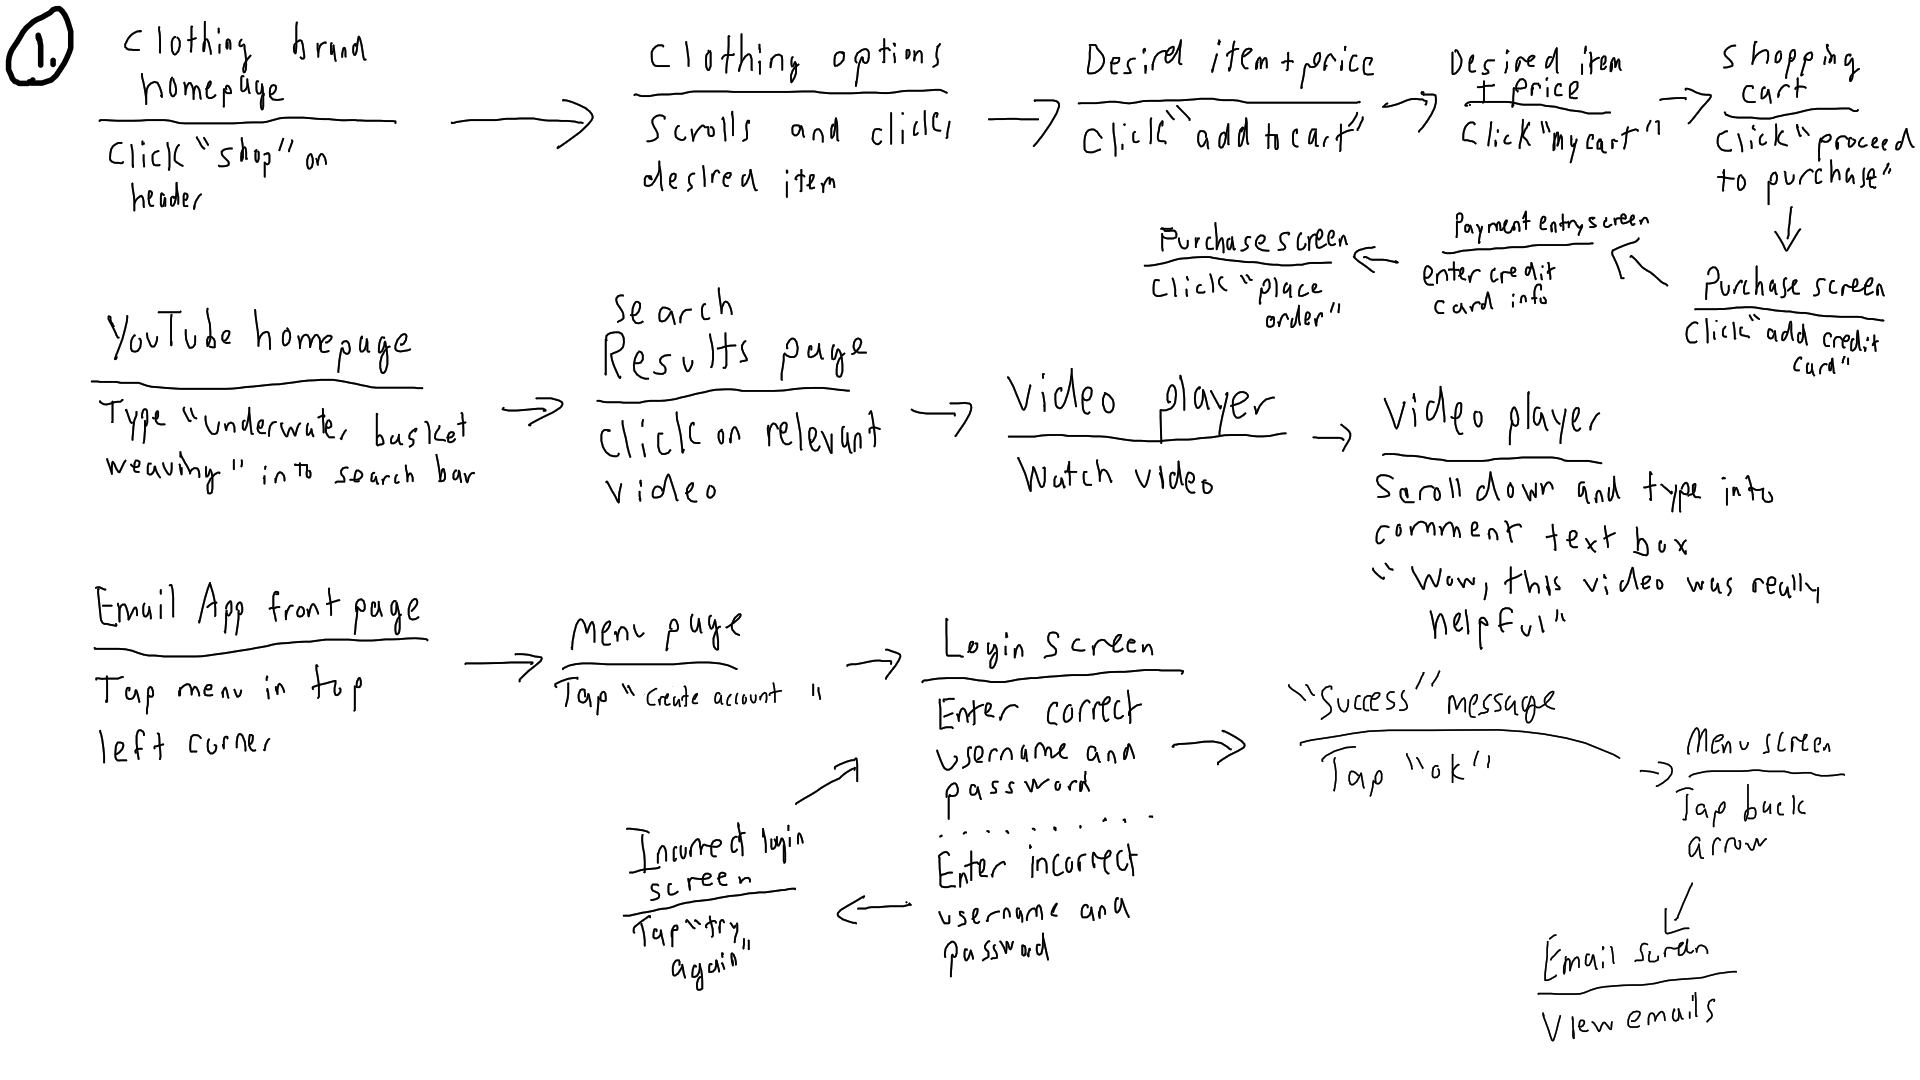 1.
Clothing brand
homepage
Click "shop" on
header
Clothing options
Scrolls and clicks
desired item
Desired item + price
Click "add to cart"
Desired item
+ price
Click "my cart"
Shopping
cart
Click "proceed
to purchase"
Purchase screen
Click "add credit
card"
Payment entry screen
enter credit
card info
Purchase screen
Click "place
order"
YouTube homepage
Type "underwater basket
weaving" into search bar
Search
Results page
Click on relevant
video
Video player
Watch video
Video player
Scroll down and type into
comment text box
"Wow, this video was really
helpful"
Email App front page
Tap menu in top
left corner
Menu page
Tap "Create account"
Login screen
Enter correct
username and
password
Enter incorrect
username and
password
Incorrect login
screen
Tap "try
again"
"Success" message
Tap "ok"
Menu screen
Tap back
arrow
Email screen
View emails